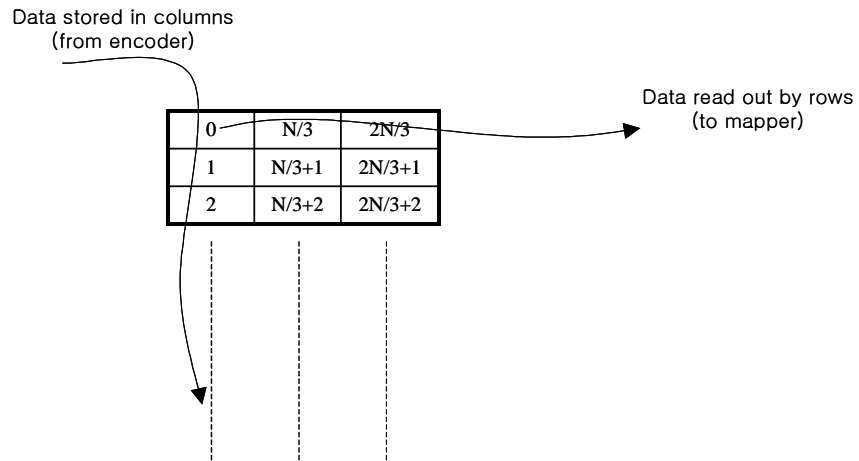 Data stored in columns
(from encoder)
Data read out by rows
(to mapper)
0 N/3 2N/3
1 N/3+1 2N/3+1
2 N/3+2 2N/3+2